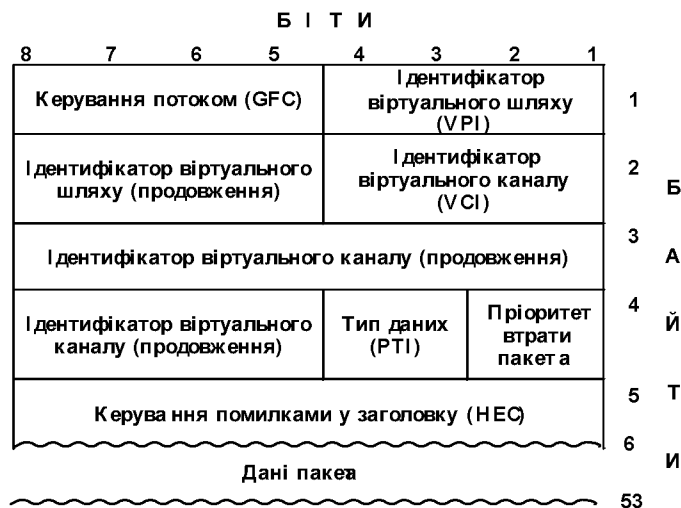 БІТИ
8 7 6 5 4 3 2 1
Керування потоком (GFC)
Ідентифікатор
віртуального шляху
(VPI)
1
Ідентифікатор віртуального
шляху (продовження)
Ідентифікатор
віртуального каналу
(VCI)
2
Ідентифікатор віртуального каналу (продовження)
3
Ідентифікатор віртуального
каналу (продовження)
Тип даних
(PTI)
Пріоритет
втрати
пакета
4
Керування помилками у заголовку (HEC)
5
6
Дані пакета
53
БАЙТИ